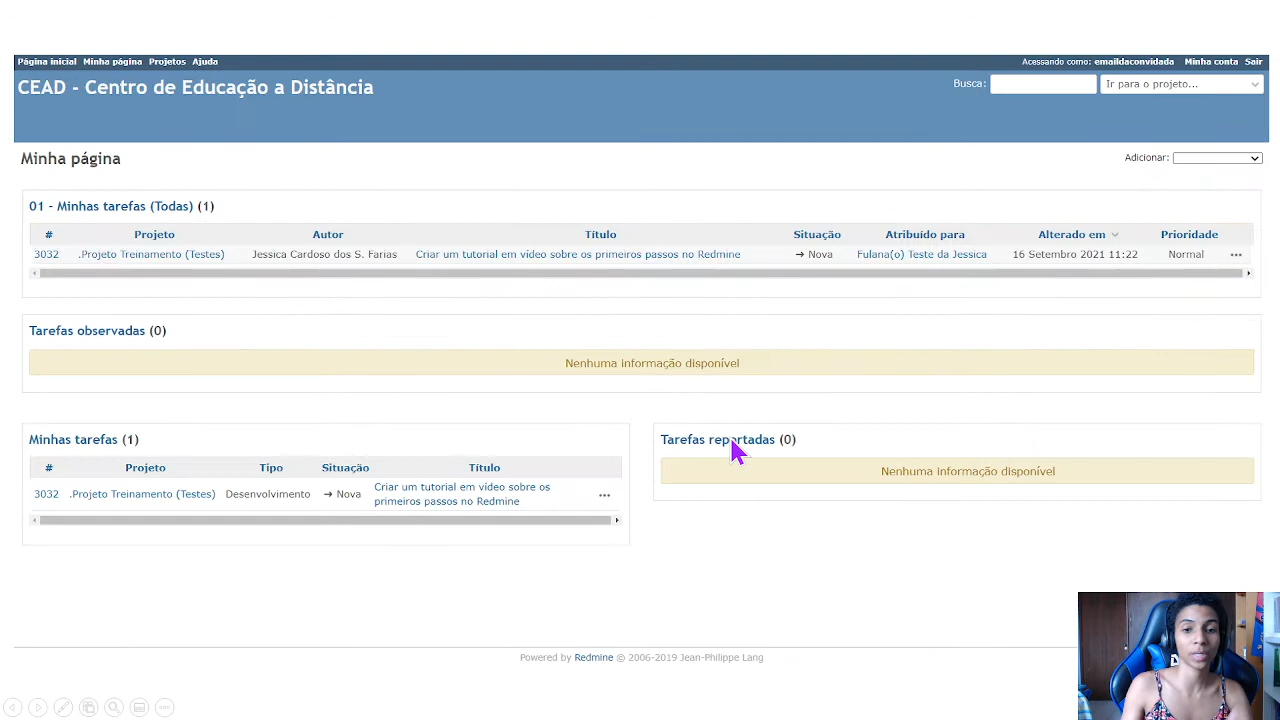 Página inicial Minha página Projetos Ajuda
Acessando como: emaildaconvidada Minha conta Sair
CEAD - Centro de Educação a Distância
Busca:
Ir para o projeto...
Minha página
Adicionar:
01 - Minhas tarefas (Todas) (1)
# Projeto Autor Título Situação Atribuído para Alterado em Prioridade
3032 .Projeto Treinamento (Testes) Jessica Cardoso dos S. Farias Criar um tutorial em vídeo sobre os primeiros passos no Redmine → Nova Fulana(o) Teste da Jessica 16 Setembro 2021 11:22 Normal ...
Tarefas observadas (0)
Nenhuma informação disponível
Minhas tarefas (1)
# Projeto Tipo Situação Título
3032 .Projeto Treinamento (Testes) Desenvolvimento → Nova Criar um tutorial em vídeo sobre os
primeiros passos no Redmine ...
Tarefas reportadas (0)
Nenhuma informação disponível
Powered by Redmine © 2006-2019 Jean-Philippe Lang